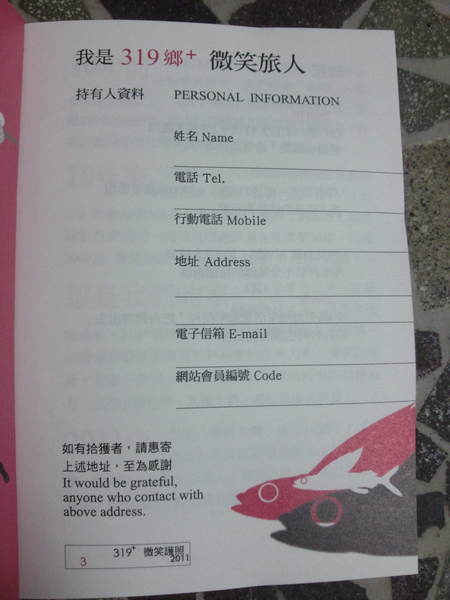 我是 319鄉+ 微笑旅人
持有人資料 PERSONAL INFORMATION
姓名 Name
電話 Tel.
行動電話 Mobile
地址 Address
電子信箱 E-mail
網站會員編號 Code
如有拾獲者，請惠寄
上述地址，至為感謝
It would be grateful,
anyone who contact with
above address.
3 319+ 微笑護照
2011